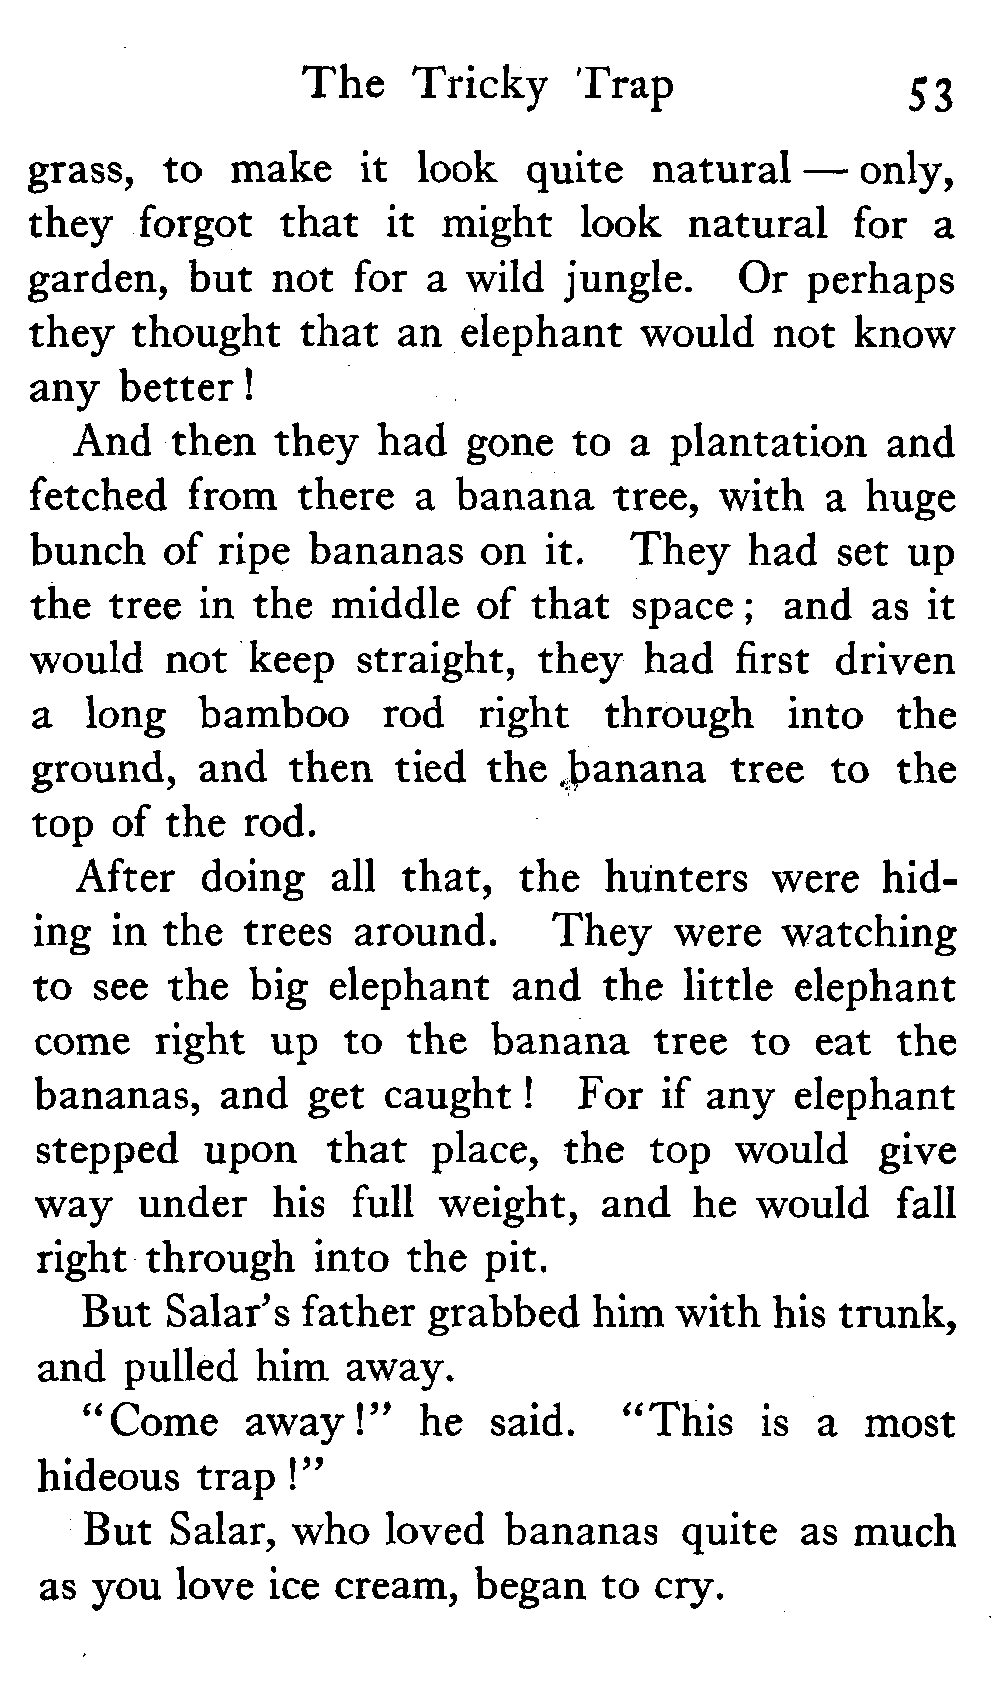 The Tricky Trap 53
grass, to make it look quite natural — only,
they forgot that it might look natural for a
garden, but not for a wild jungle. Or perhaps
they thought that an elephant would not know
any better!
And then they had gone to a plantation and
fetched from there a banana tree, with a huge
bunch of ripe bananas on it. They had set up
the tree in the middle of that space; and as it
would not keep straight, they had first driven
a long bamboo rod right through into the
ground, and then tied the banana tree to the
top of the rod.
After doing all that, the hunters were hid-
ing in the trees around. They were watching
to see the big elephant and the little elephant
come right up to the banana tree to eat the
bananas, and get caught! For if any elephant
stepped upon that place, the top would give
way under his full weight, and he would fall
right through into the pit.
But Salar's father grabbed him with his trunk,
and pulled him away.
"Come away!" he said. "This is a most
hideous trap!"
But Salar, who loved bananas quite as much
as you love ice cream, began to cry.